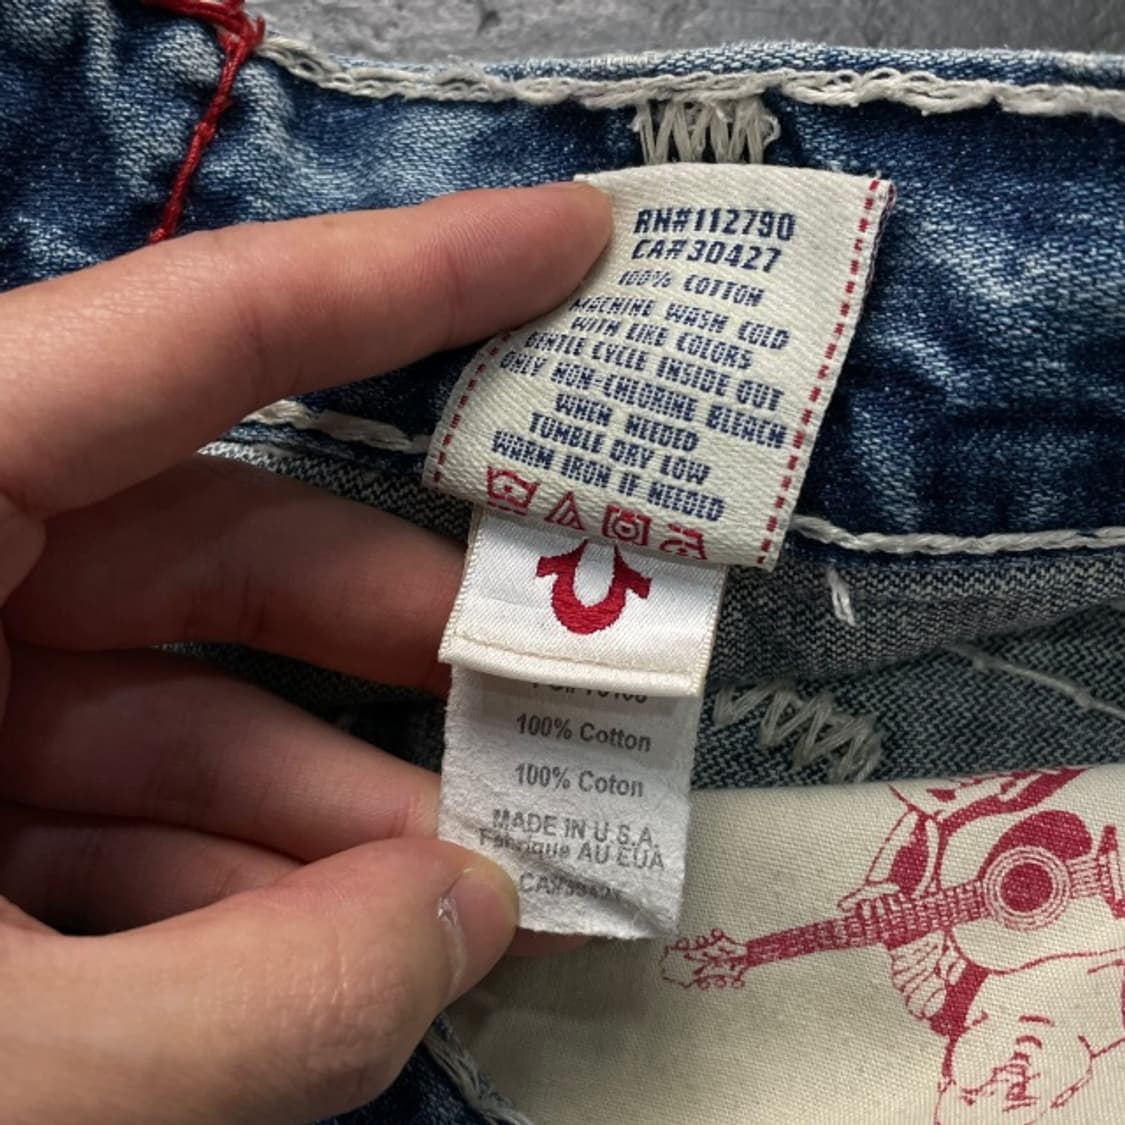 RN#112790
CA#30427
100% COTTON
MACHINE WASH COLD
WITH LIKE COLORS
GENTLE CYCLE INSIDE OUT
ONLY NON-CHLORINE BLEACH
WHEN NEEDED
TUMBLE DRY LOW
WARM IRON IF NEEDED
100% Cotton
100% Coton
MADE IN U.S.A.
Fabrique AU EUA